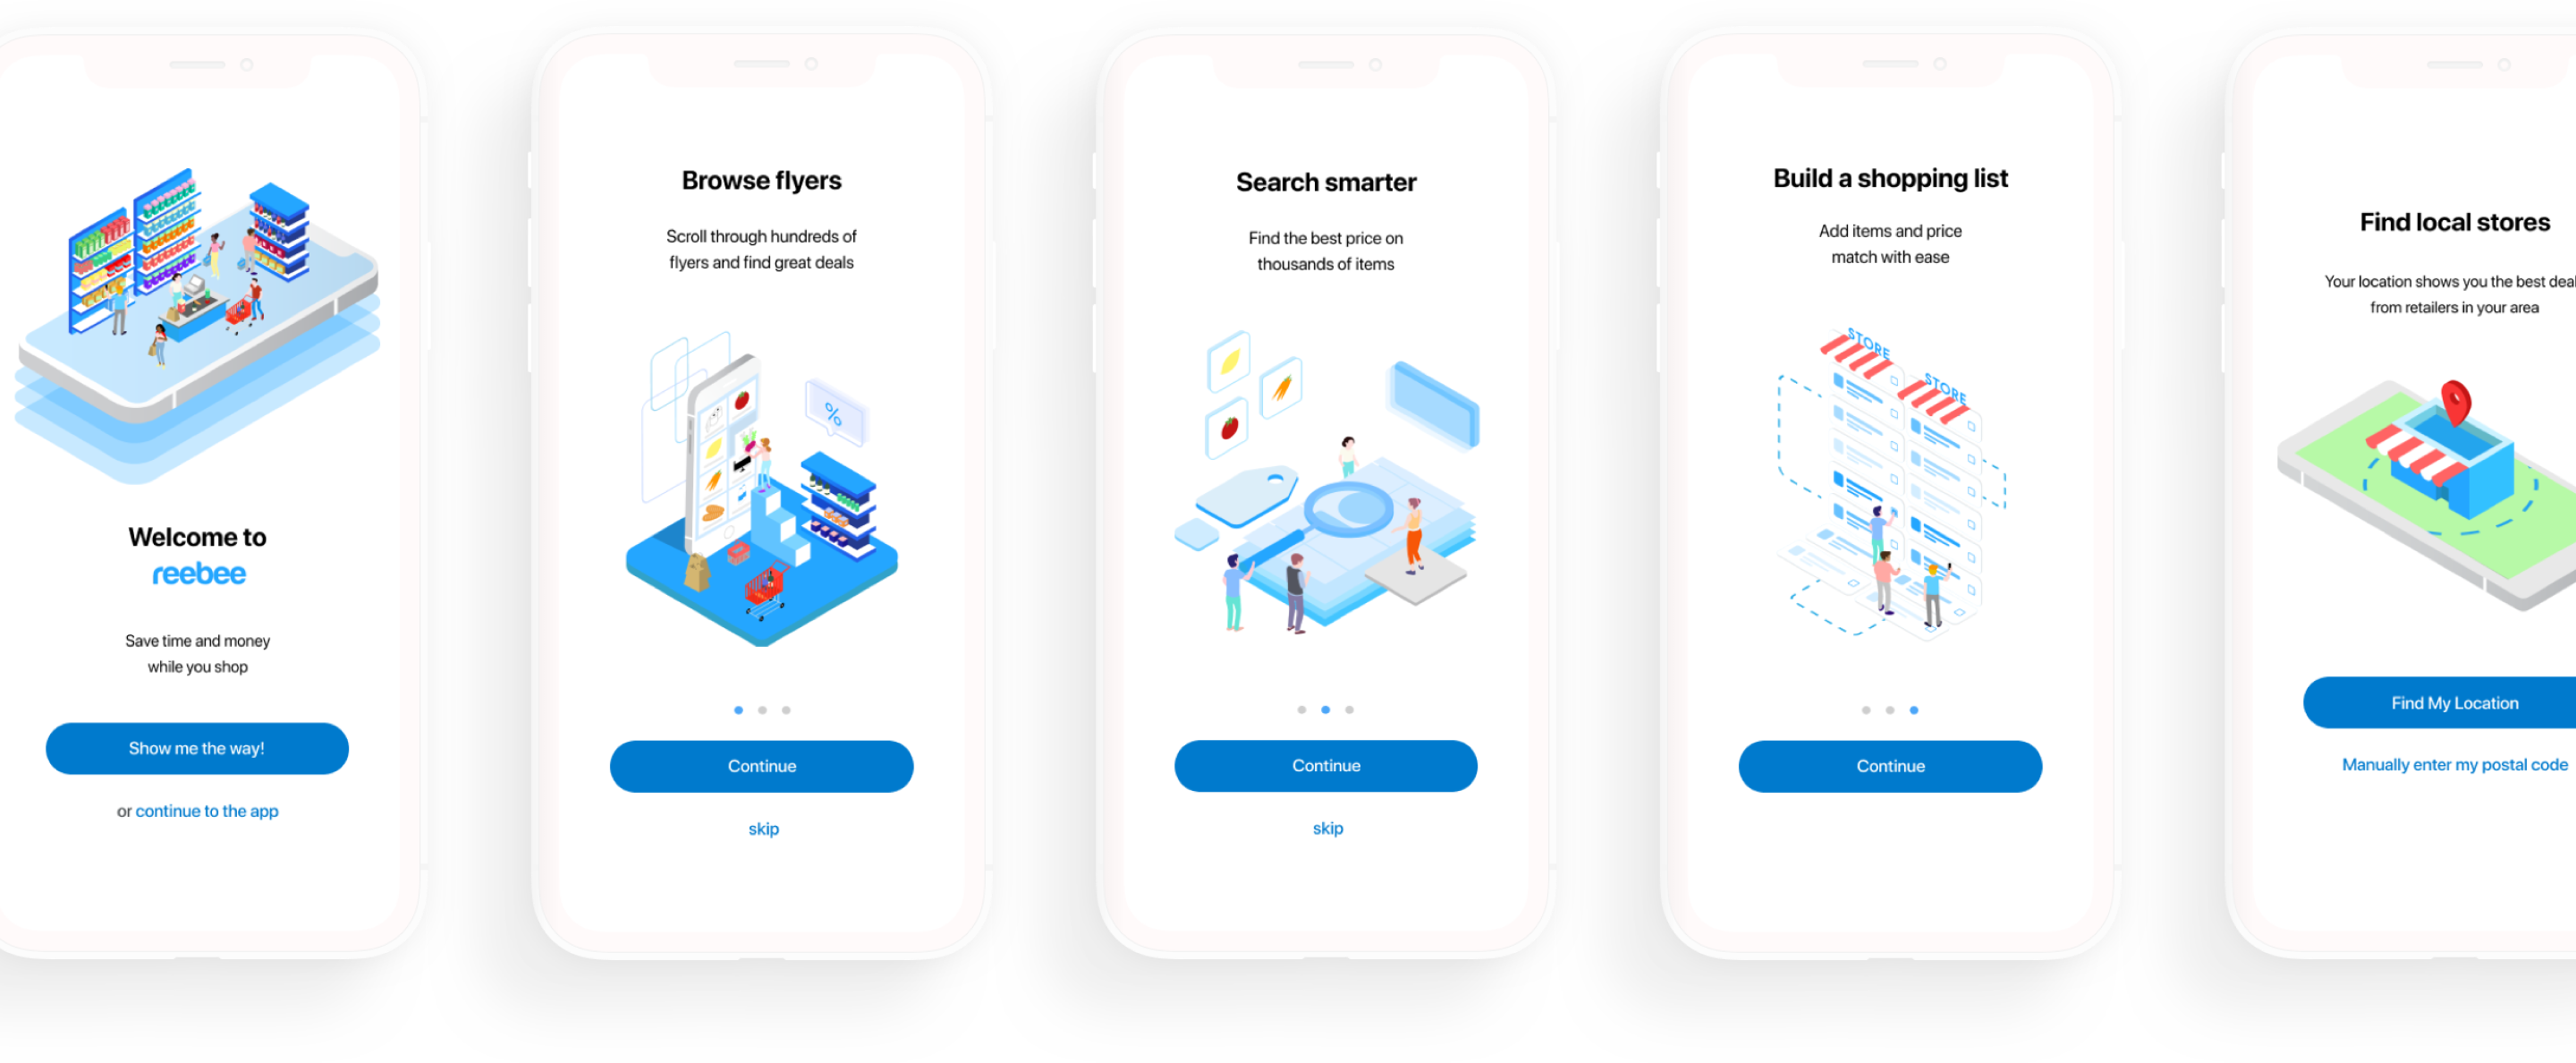 Welcome to
reebee
Save time and money
while you shop
Show me the way!
or continue to the app
Browse flyers
Scroll through hundreds of
flyers and find great deals
%
Continue
skip
Search smarter
Find the best price on
thousands of items
Continue
skip
Build a shopping list
Add items and price
match with ease
STORE
STORE
Continue
Find local stores
Your location shows you the best deal
from retailers in your area
Find My Location
Manually enter my postal code